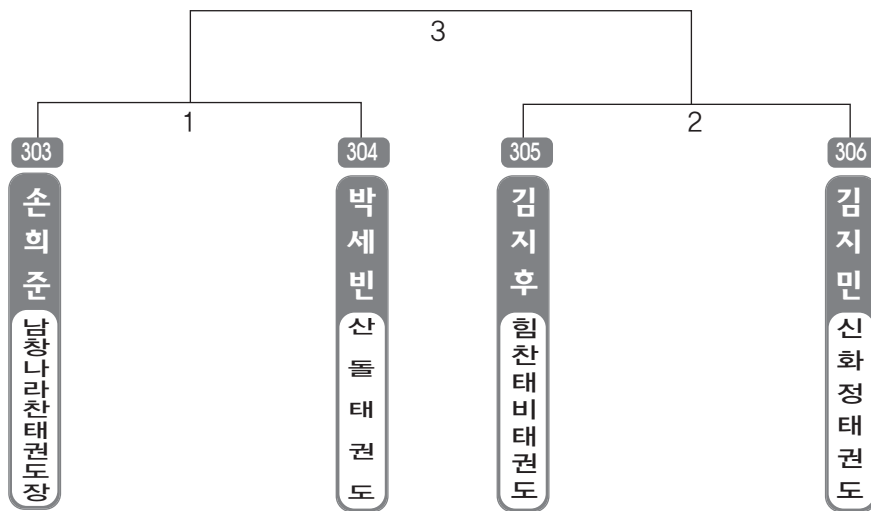 3
1
2
303
304
305
306
손희준
박세빈
김지후
김지민
남창나라찬태권도장
산돌태권도
힘찬태비태권도
신화정태권도